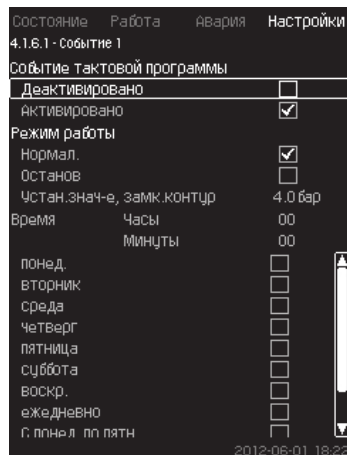 Состояние Работа Авария Настройки
4.1.6.1 - Событие 1
Событие тактовой программы
Деактивировано
Активировано
Режим работы
Нормал.
Останов
Устан.знач-е, замк.контур 4.0 бар
Время Часы 00
Минуты 00
понед.
вторник
среда
четверг
пятница
суббота
воскр.
ежедневно
С понед. по пятн
2012-06-01 18:22